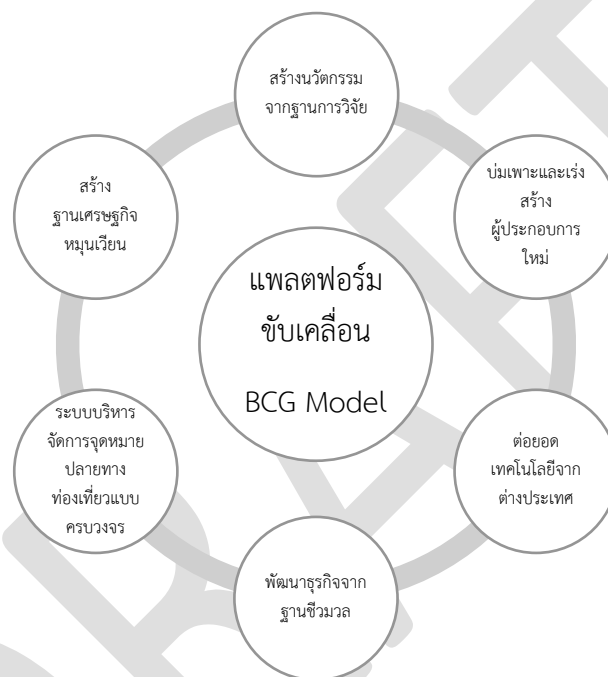 สร้างนวัตกรรม
จากฐานการวิจัย
บ่มเพาะและเร่ง
สร้าง
ผู้ประกอบการ
ใหม่
ต่อยอด
เทคโนโลยีจาก
ต่างประเทศ
พัฒนาธุรกิจจาก
ฐานชีวมวล
ระบบบริหาร
จัดการจุดหมาย
ปลายทาง
ท่องเที่ยวแบบ
ครบวงจร
สร้าง
ฐานเศรษฐกิจ
หมุนเวียน
แพลตฟอร์ม
ขับเคลื่อน
BCG Model